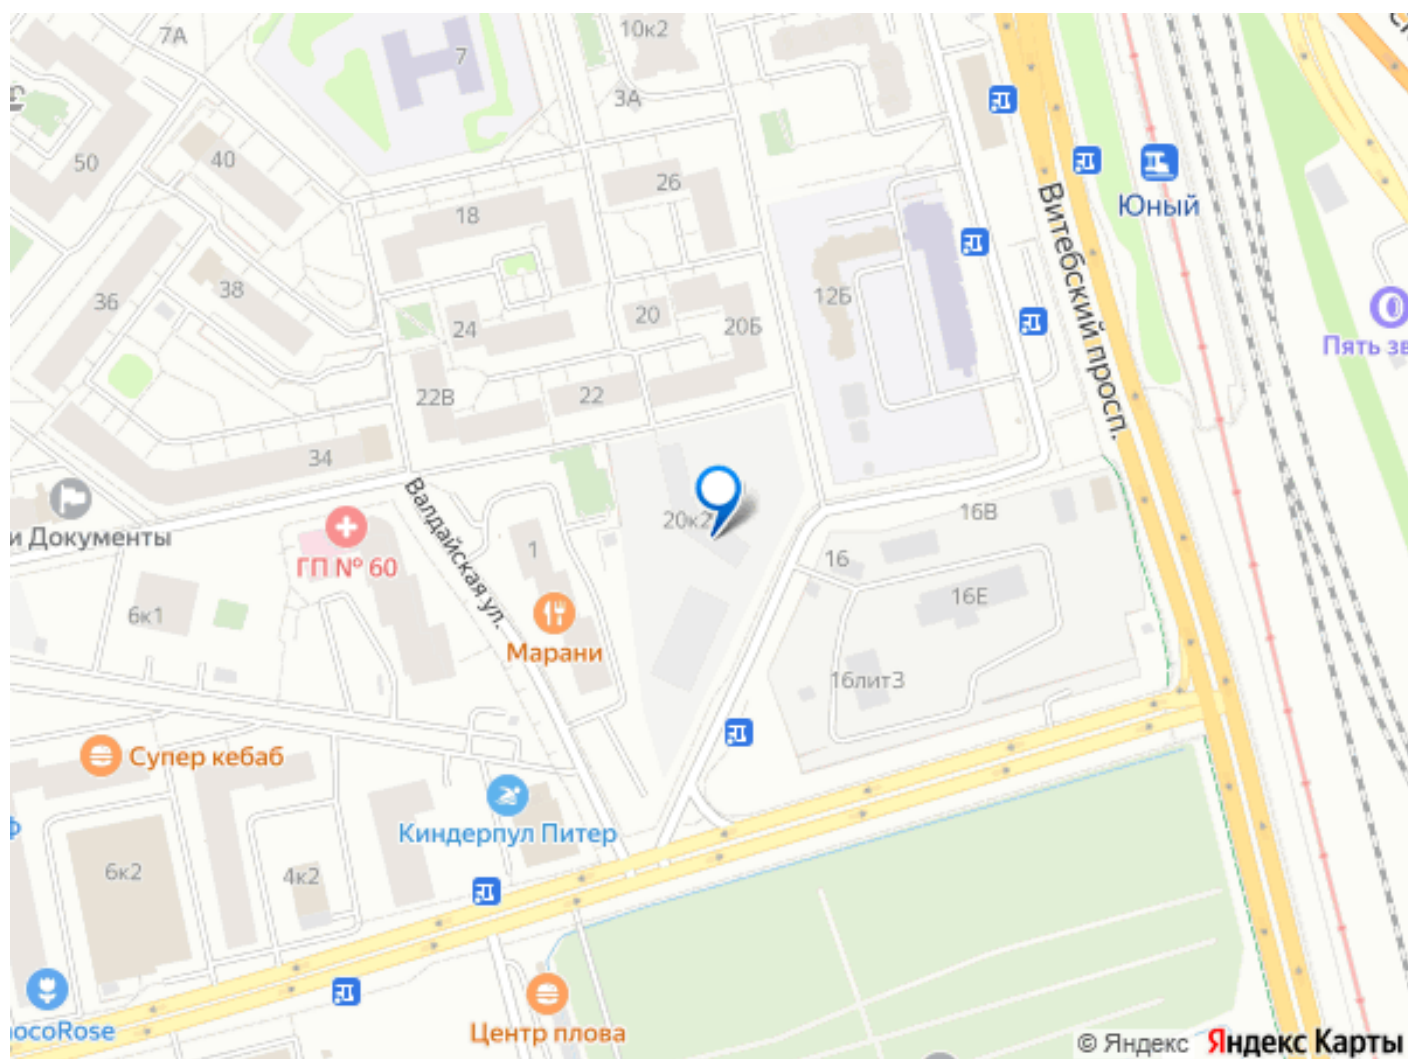 7А
7
10к2
3А
50
40
26
18
Юный
Витебский просп.
12Б
36
38
24
20
20Б
Пять зв
22В
22
34
Валдайская ул.
20к2
16В
и Документы
ГП № 60
1
16
16Е
6к1
Марани
16литЗ
Супер кебаб
Киндерпул Питер
6к2
4к2
ocoRose
Центр плова
© Яндекс Яндекс Карты